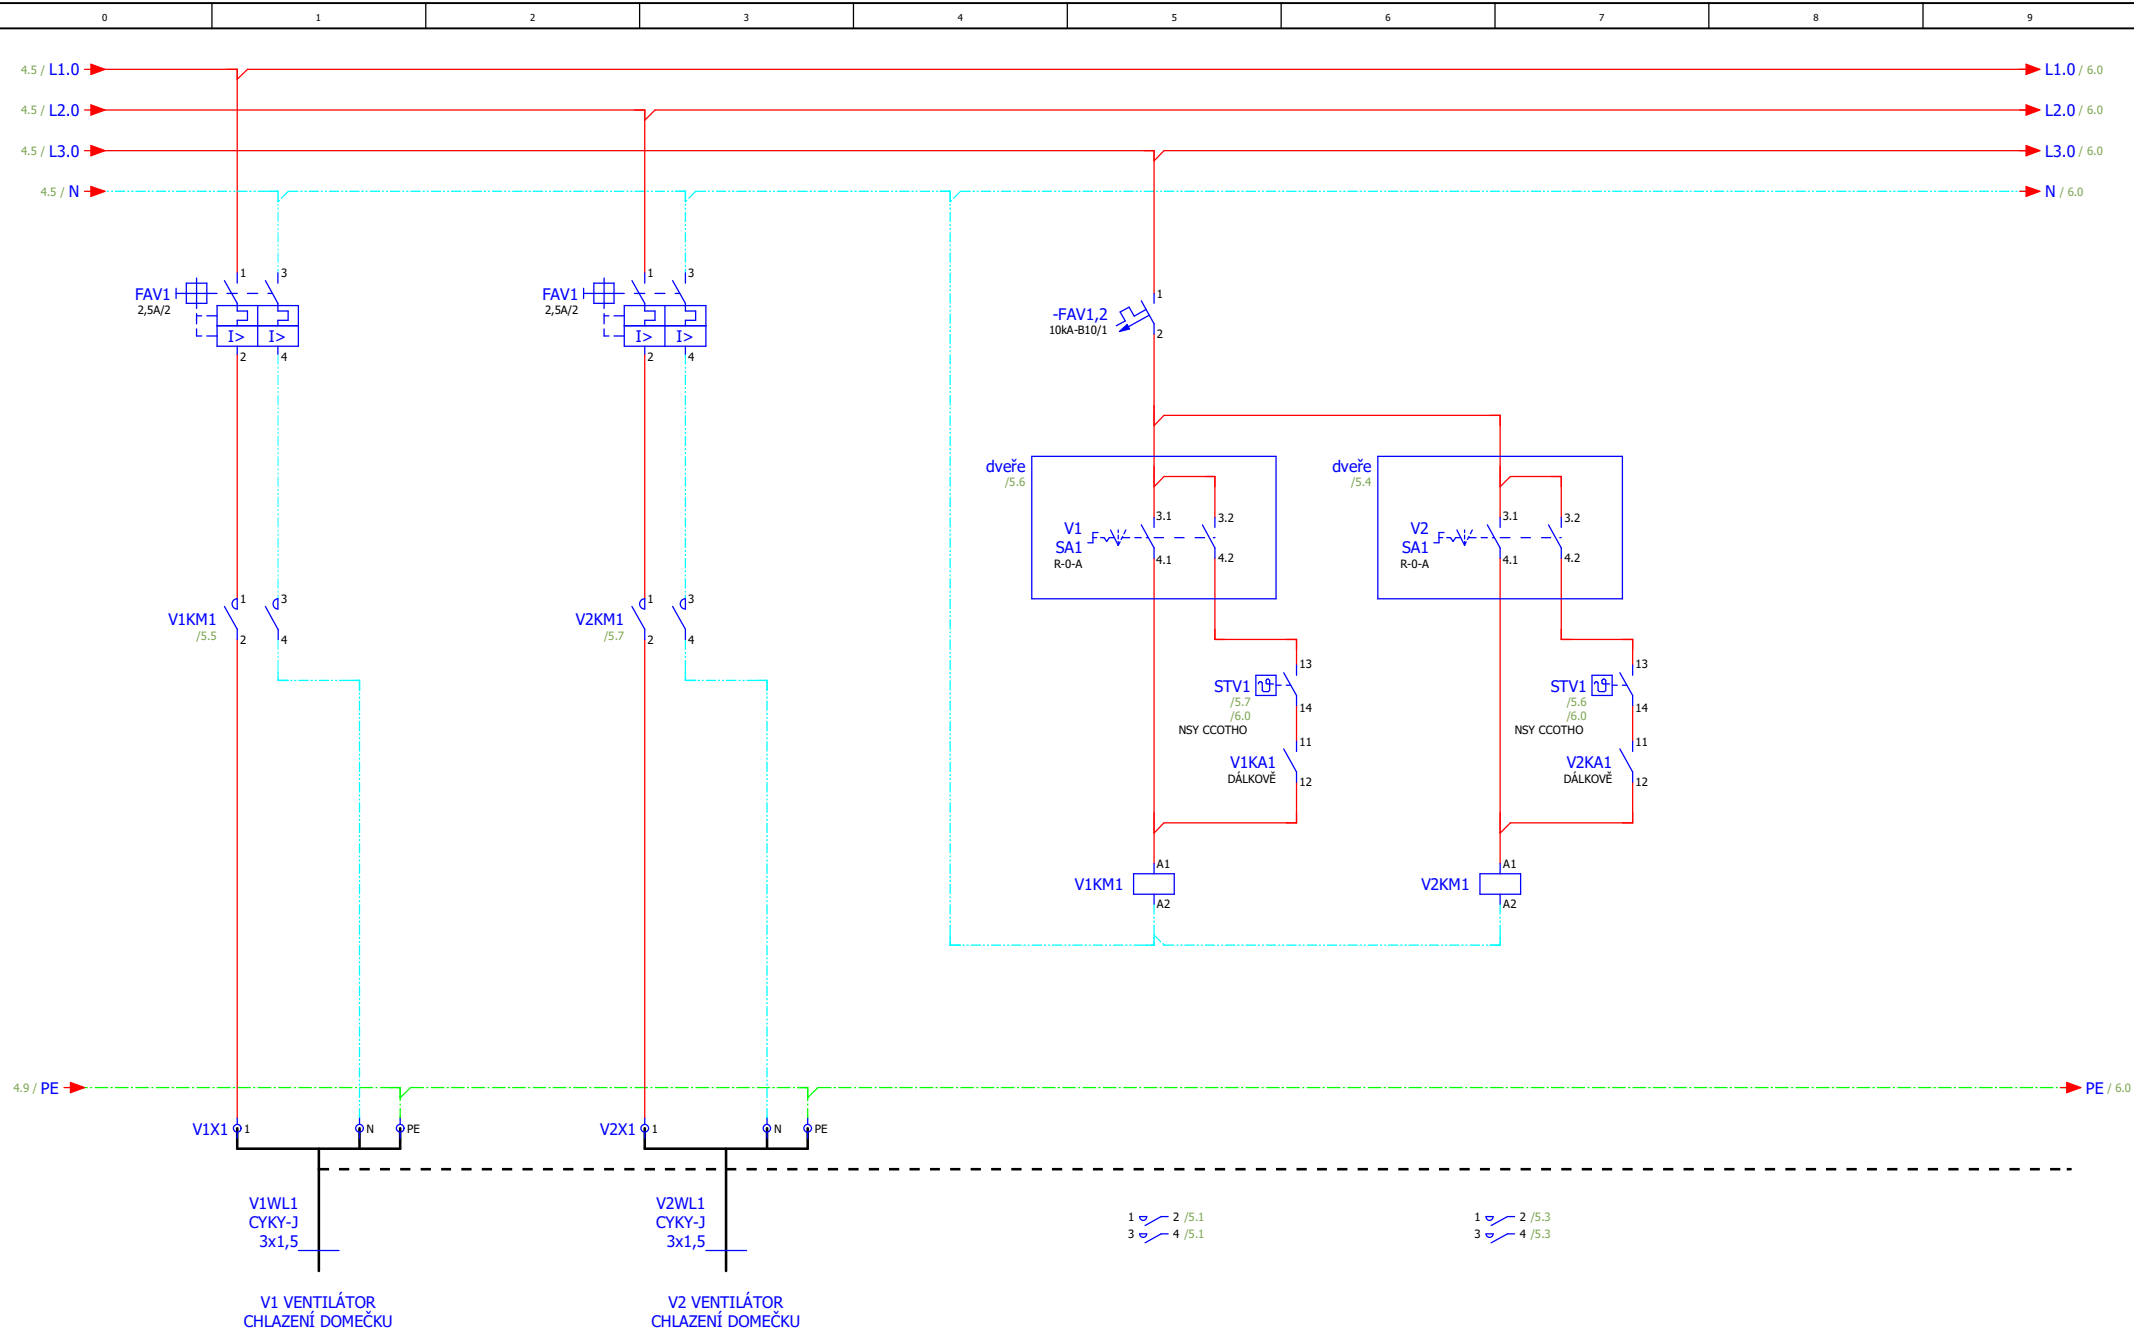 0 1 2 3 4 5 6 7 8 9
4.5 / L1.0 L1.0 / 6.0
4.5 / L2.0 L2.0 / 6.0
4.5 / L3.0 L3.0 / 6.0
4.5 / N N / 6.0
1 3 1 3
FAV1 FAV1
2,5A/2 2,5A/2
I> I> I> I>
2 4 2 4
1
-FAV1,2
10kA-B10/1
2
dveře dveře
/5.6 /5.4
3.1 3.2 3.1 3.2
V1 V2
SA1 SA1
R-0-A R-0-A
4.1 4.2 4.1 4.2
1 3 1 3
V1KM1 V2KM1
/5.5 /5.7
2 4 2 4
13 13
STV1 STV1
/5.7 /5.6
/6.0 /6.0
14 14
NSY CCOTHO NSY CCOTHO
11 11
V1KA1 V2KA1
DÁLKOVĚ DÁLKOVĚ
12 12
A1 A1
V1KM1 V2KM1
A2 A2
4.9 / PE PE / 6.0
V1X1 1 N PE V2X1 1 N PE
V1WL1 V2WL1
CYKY-J CYKY-J
3x1,5 3x1,5
1 2 /5.1 1 2 /5.3
3 4 /5.1 3 4 /5.3
V1 VENTILÁTOR V2 VENTILÁTOR
CHLAZENÍ DOMEČKU CHLAZENÍ DOMEČKU